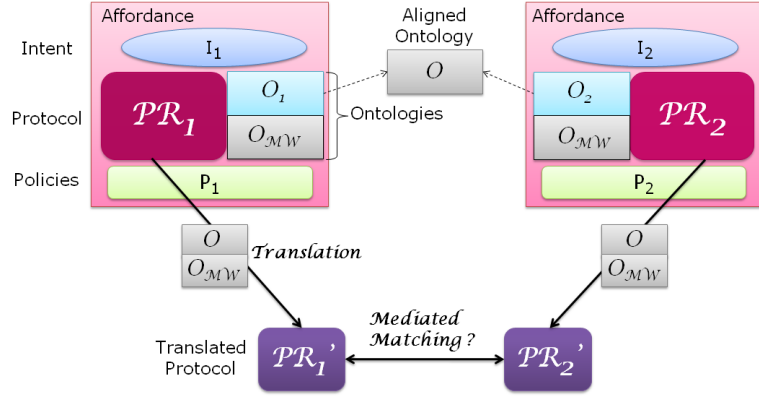 Affordance
Aligned
Ontology
Affordance
Intent
I1
O
I2
Protocol
PR1
O1
OMW
Ontologies
O2
OMW
PR2
Policies
P1
P2
O
OMW
Translation
O
OMW
Translated
Protocol
PR1’
Mediated
Matching ?
PR2’